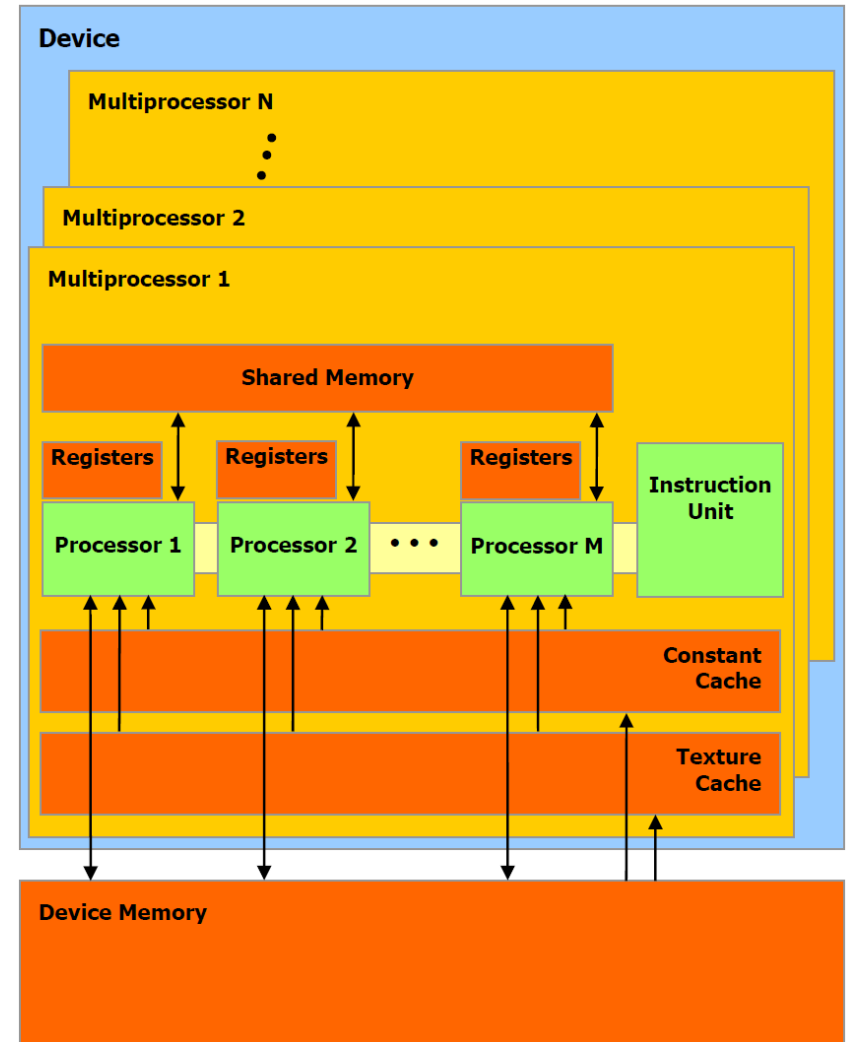 Device
Multiprocessor N
Multiprocessor 2
Multiprocessor 1
Shared Memory
Registers
Registers
Registers
Instruction
Unit
Processor 1
Processor 2
• • •
Processor M
Constant
Cache
Texture
Cache
Device Memory